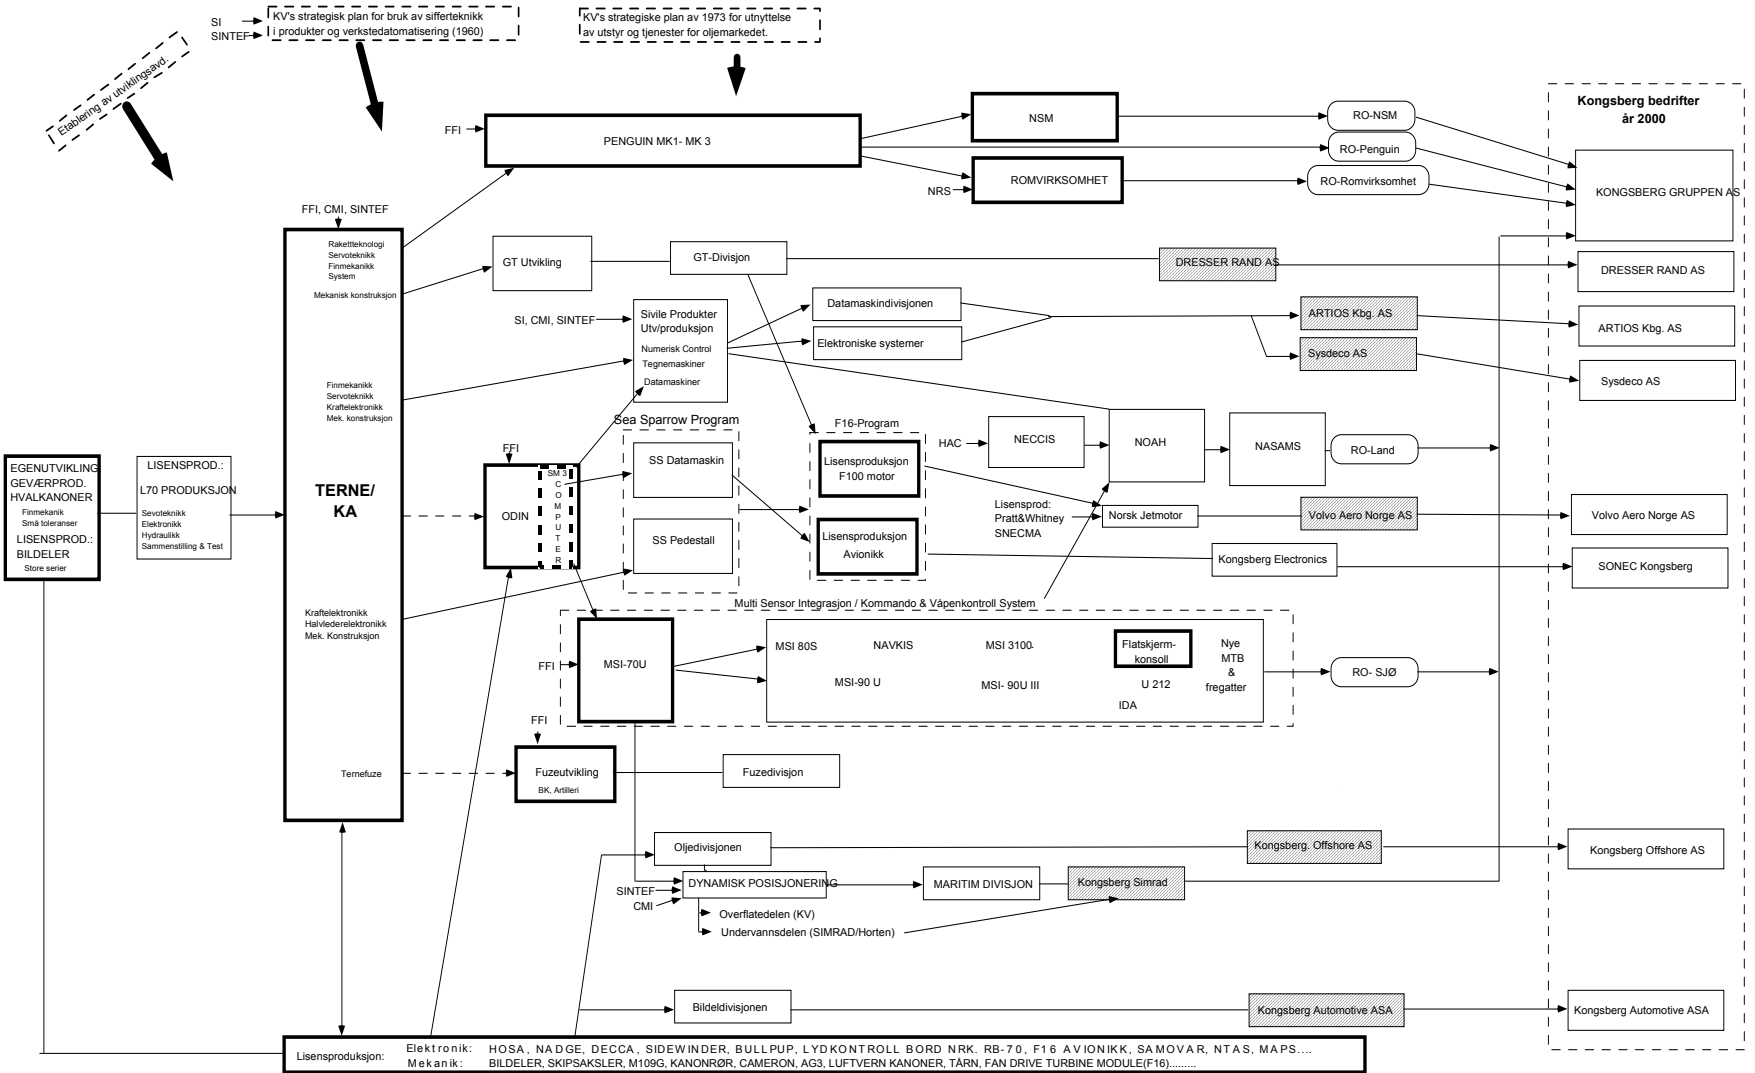 SI
SINTEF
KV's strategisk plan for bruk av sifferteknikk
i produkter og verkstedatomatisering (1960)
KV's strategiske plan av 1973 for utnyttelse
av utstyr og tjenester for oljemarkedet.
Etablering av utviklingsavd.
Kongsberg bedrifter
år 2000
FFI
PENGUIN MK1- MK 3
NSM
RO-NSM
RO-Penguin
NRS
ROMVIRKSOMHET
RO-Romvirksomhet
KONGSBERG GRUPPEN AS
FFI, CMI, SINTEF
Rakettteknologi
Servoteknikk
Finmekanikk
System
Mekanisk konstruksjon
GT Utvikling
GT-Divisjon
DRESSER RAND AS
DRESSER RAND AS
SI, CMI, SINTEF
Sivile Produkter
Utv/produksjon
Numerisk Control
Tegnemaskiner
Datamaskiner
Datamaskindivisjonen
Elektroniske systemer
ARTIOS Kbg. AS
ARTIOS Kbg. AS
Sysdeco AS
Sysdeco AS
Finmekanikk
Servoteknikk
Kraftelektronikk
Mek. konstruksjon
Sea Sparrow Program
F16-Program
SS Datamaskin
SS Pedestall
Lisensproduksjon
F100 motor
Lisensproduksjon
Avionikk
HAC
NECCIS
NOAH
NASAMS
RO-Land
Lisensprod:
Pratt&Whitney
SNECMA
Norsk Jetmotor
Volvo Aero Norge AS
Volvo Aero Norge AS
Kongsberg Electronics
SONEC Kongsberg
EGENUTVIKLING
GEVÆRPROD.
HVALKANONER
Finmekanik
Små toleranser
LISENSPROD.:
BILDELER
Store serier
LISENSPROD.:
L70 PRODUKSJON
Sevoteknikk
Elektronikk
Hydraulikk
Sammenstilling & Test
TERNE/
KA
FFI
ODIN
SM 3
C
O
M
P
U
T
E
R
Kraftelektronikk
Halvlederelektronikk
Mek. Konstruksjon
Multi Sensor Integrasjon / Kommando & Våpenkontroll System
FFI
MSI-70U
MSI 80S
NAVKIS
MSI 3100
Flatskjerm-
konsoll
Nye
MTB
&
fregatter
MSI-90 U
MSI- 90U III
U 212
IDA
RO- SJØ
FFI
Ternefuze
Fuzeutvikling
BK, Artilleri
Fuzedivisjon
Oljedivisjonen
Kongsberg. Offshore AS
Kongsberg Offshore AS
SINTEF
CMI
DYNAMISK POSISJONERING
MARITIM DIVISJON
Kongsberg Simrad
Overflatedelen (KV)
Undervannsdelen (SIMRAD/Horten)
Bildeldivisjonen
Kongsberg Automotive ASA
Kongsberg Automotive ASA
Lisensproduksjon:
Elektronik: HOSA, NADGE, DECCA, SIDEWINDER, BULLPUP, LYDKONTROLL BORD NRK. RB-70, F16 AVIONIKK, SAMOVAR, NTAS, MAPS....
Mekanik: BILDELER, SKIPSAKSLER, M109G, KANONRØR, CAMERON, AG3, LUFTVERN KANONER, TÅRN, FAN DRIVE TURBINE MODULE(F16).........